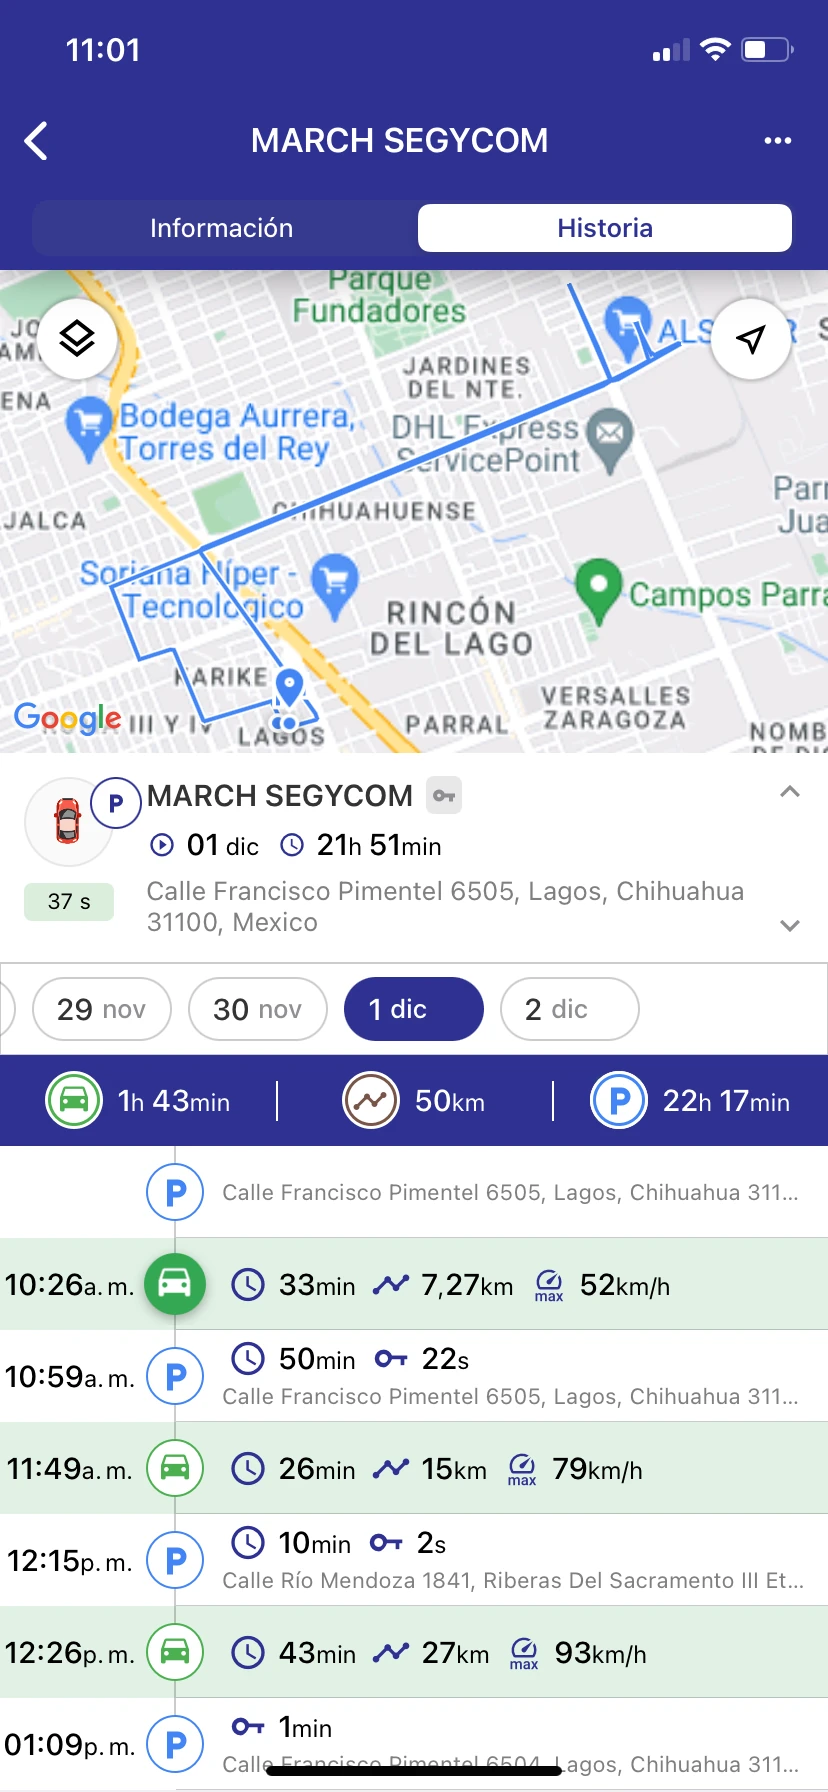 11:01
MARCH SEGYCOM
Información
Historia
Parque
Fundadores
JARDINES
DEL NTE.
ENA
Bodega Aurrera,
Torres del Rey
DHL Express
ServicePoint
CHIHUAHUENSE
JALCA
Soriana Híper -
Tecnológico
RINCÓN
DEL LAGO
Campos Parra
KARIKE
VERSALLES
ZARAGOZA
Google
III Y IV
LAGOS
PARRAL
P
MARCH SEGYCOM
01 dic 21h 51min
37 s
Calle Francisco Pimentel 6505, Lagos, Chihuahua
31100, Mexico
29 nov
30 nov
1 dic
2 dic
1h 43min
50km
P 22h 17min
P Calle Francisco Pimentel 6505, Lagos, Chihuahua 311...
10:26a. m. 33min 7,27km max 52km/h
10:59a. m. P 50min 22s
Calle Francisco Pimentel 6505, Lagos, Chihuahua 311...
11:49a. m. 26min 15km max 79km/h
12:15p. m. P 10min 2s
Calle Río Mendoza 1841, Riberas Del Sacramento III Et...
12:26p. m. 43min 27km max 93km/h
01:09p. m. P 1min
Calle Francisco Pimentel 6504, Lagos, Chihuahua 311...